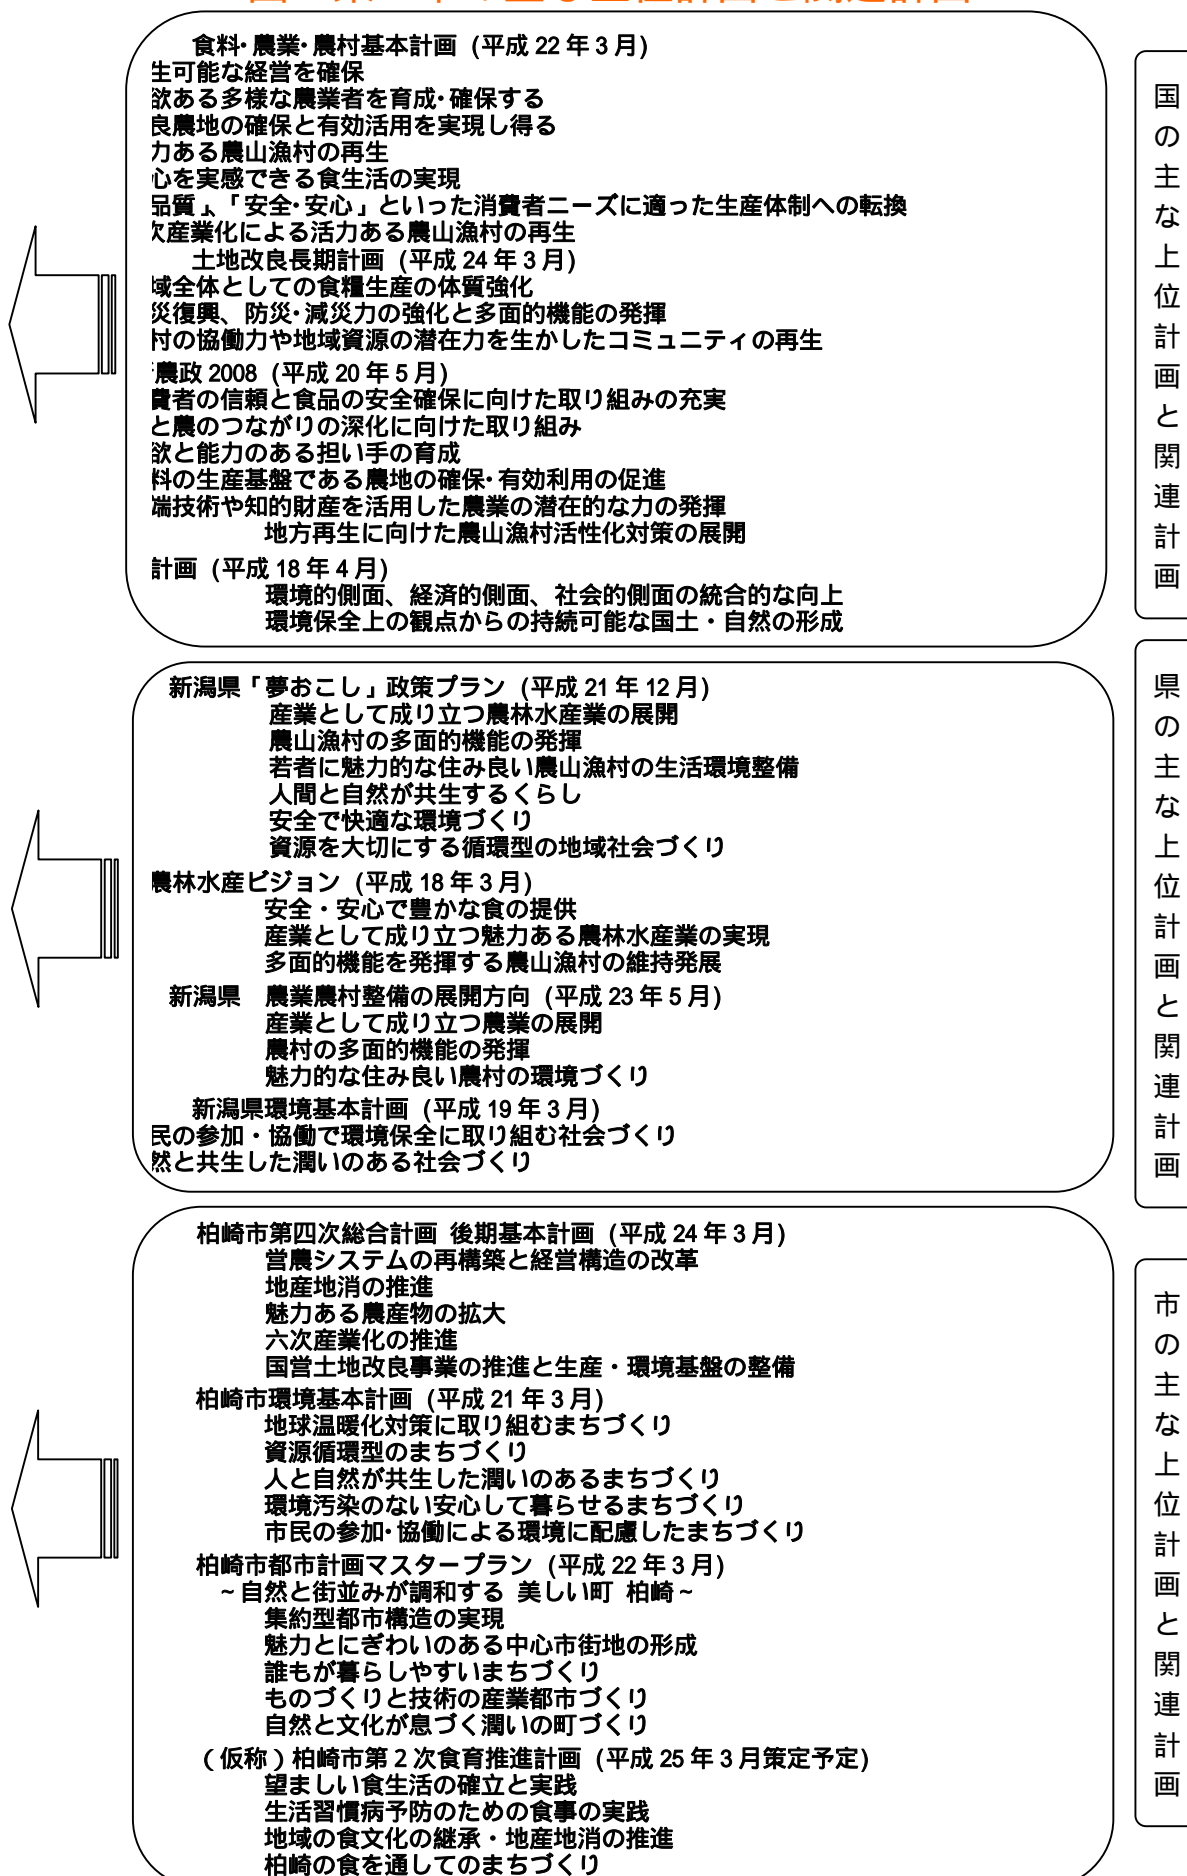 食料・農業・農村基本計画 (平成 22 年 3 月)
生可能な経営を確保
欲ある多様な農業者を育成・確保する
良農地の確保と有効活用を実現し得る
力ある農山漁村の再生
心を実感できる食生活の実現
品質」、「安全・安心」といった消費者ニーズに適った生産体制への転換
次産業化による活力ある農山漁村の再生
土地改良長期計画 (平成 24 年 3 月)
域全体としての食糧生産の体質強化
災復興、防災・減災力の強化と多面的機能の発揮
村の協働力や地域資源の潜在力を生かしたコミュニティの再生
農政 2008 (平成 20 年 5 月)
費者の信頼と食品の安全確保に向けた取り組みの充実
と農のつながりの深化に向けた取り組み
欲と能力のある担い手の育成
料の生産基盤である農地の確保・有効利用の促進
端技術や知的財産を活用した農業の潜在的な力の発揮
地方再生に向けた農山漁村活性化対策の展開
計画 (平成 18 年 4 月)
環境的側面、経済的側面、社会的側面の統合的な向上
環境保全上の観点からの持続可能な国土・自然の形成
国の主な上位計画と関連計画
新潟県「夢おこし」政策プラン (平成 21 年 12 月)
産業として成り立つ農林水産業の展開
農山漁村の多面的機能の発揮
若者に魅力的な住み良い農山漁村の生活環境整備
人間と自然が共生するくらし
安全で快適な環境づくり
資源を大切にする循環型の地域社会づくり
農林水産ビジョン (平成 18 年 3 月)
安全・安心で豊かな食の提供
産業として成り立つ魅力ある農林水産業の実現
多面的機能を発揮する農山漁村の維持発展
新潟県　農業農村整備の展開方向 (平成 23 年 5 月)
産業として成り立つ農業の展開
農村の多面的機能の発揮
魅力的な住み良い農村の環境づくり
新潟県環境基本計画 (平成 19 年 3 月)
民の参加・協働で環境保全に取り組む社会づくり
然と共生した潤いのある社会づくり
県の主な上位計画と関連計画
柏崎市第四次総合計画 後期基本計画 (平成 24 年 3 月)
営農システムの再構築と経営構造の改革
地産地消の推進
魅力ある農産物の拡大
六次産業化の推進
国営土地改良事業の推進と生産・環境基盤の整備
柏崎市環境基本計画 (平成 21 年 3 月)
地球温暖化対策に取り組むまちづくり
資源循環型のまちづくり
人と自然が共生した潤いのあるまちづくり
環境汚染のない安心して暮らせるまちづくり
市民の参加・協働による環境に配慮したまちづくり
柏崎市都市計画マスタープラン (平成 22 年 3 月)
～自然と街並みが調和する 美しい町 柏崎～
集約型都市構造の実現
魅力とにぎわいのある中心市街地の形成
誰もが暮らしやすいまちづくり
ものづくりと技術の産業都市づくり
自然と文化が息づく潤いの町づくり
(仮称)柏崎市第 2 次食育推進計画 (平成 25 年 3 月策定予定)
望ましい食生活の確立と実践
生活習慣病予防のための食事の実践
地域の食文化の継承・地産地消の推進
柏崎の食を通してのまちづくり
市の主な上位計画と関連計画